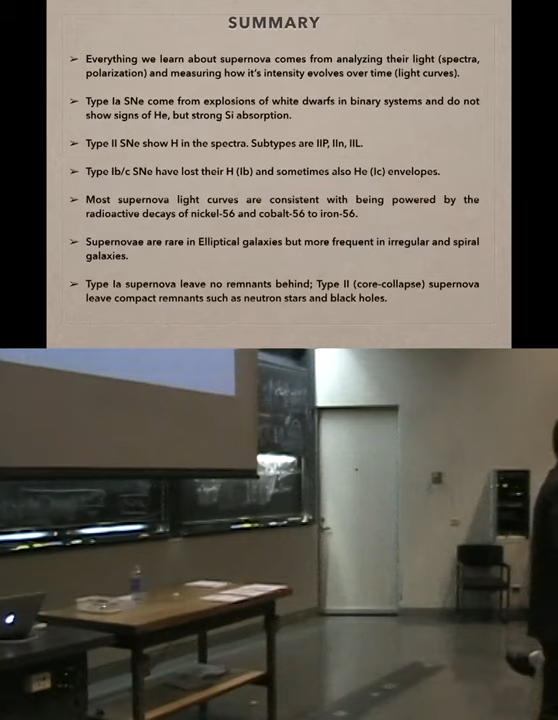 SUMMARY
➢ Everything we learn about supernova comes from analyzing their light (spectra,
polarization) and measuring how it's intensity evolves over time (light curves).
➢ Type Ia SNe come from explosions of white dwarfs in binary systems and do not
show signs of He, but strong Si absorption.
➢ Type II SNe show H in the spectra. Subtypes are IIP, IIn, IIL.
➢ Type Ib/c SNe have lost their H (Ib) and sometimes also He (Ic) envelopes.
➢ Most supernova light curves are consistent with being powered by the
radioactive decays of nickel-56 and cobalt-56 to iron-56.
➢ Supernovae are rare in Elliptical galaxies but more frequent in irregular and spiral
galaxies.
➢ Type Ia supernova leave no remnants behind; Type II (core-collapse) supernova
leave compact remnants such as neutron stars and black holes.